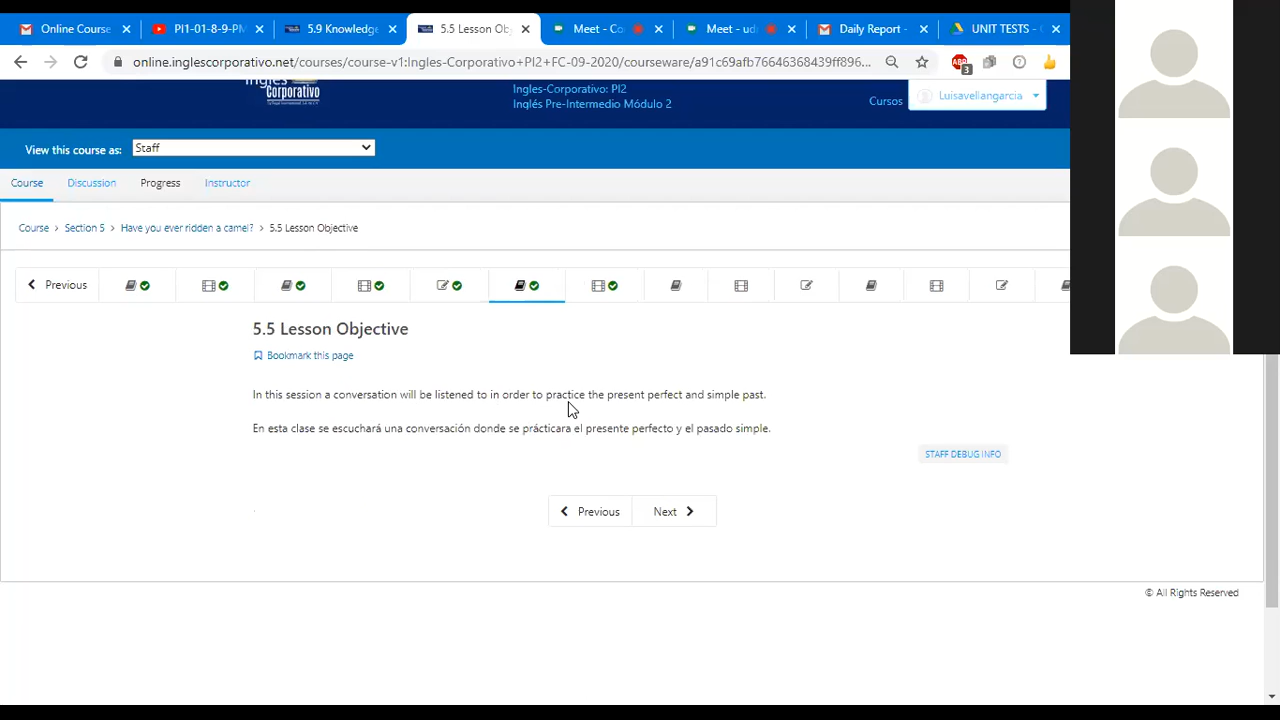 Online Course
PI1-01-8-9-PM
5.9 Knowledge
5.5 Lesson Obj
Meet - Co
Meet - ud
Daily Report -
UNIT TESTS -
online.inglescorporativo.net/courses/course-v1:Ingles-Corporativo+PI2+FC-09-2020/courseware/a91c69afb76646368439ff896...
3
Ingles
Corporativo
Ingles-Corporativo: PI2
Inglés Pre-Intermedio Módulo 2
Cursos
Luisavellangarcia
View this course as:
Staff
Course
Discussion
Progress
Instructor
Course > Section 5 > Have you ever ridden a camel? > 5.5 Lesson Objective
Previous
5.5 Lesson Objective
Bookmark this page
In this session a conversation will be listened to in order to practice the present perfect and simple past.
En esta clase se escuchará una conversación donde se prácticara el presente perfecto y el pasado simple.
STAFF DEBUG INFO
Previous
Next
© All Rights Reserved